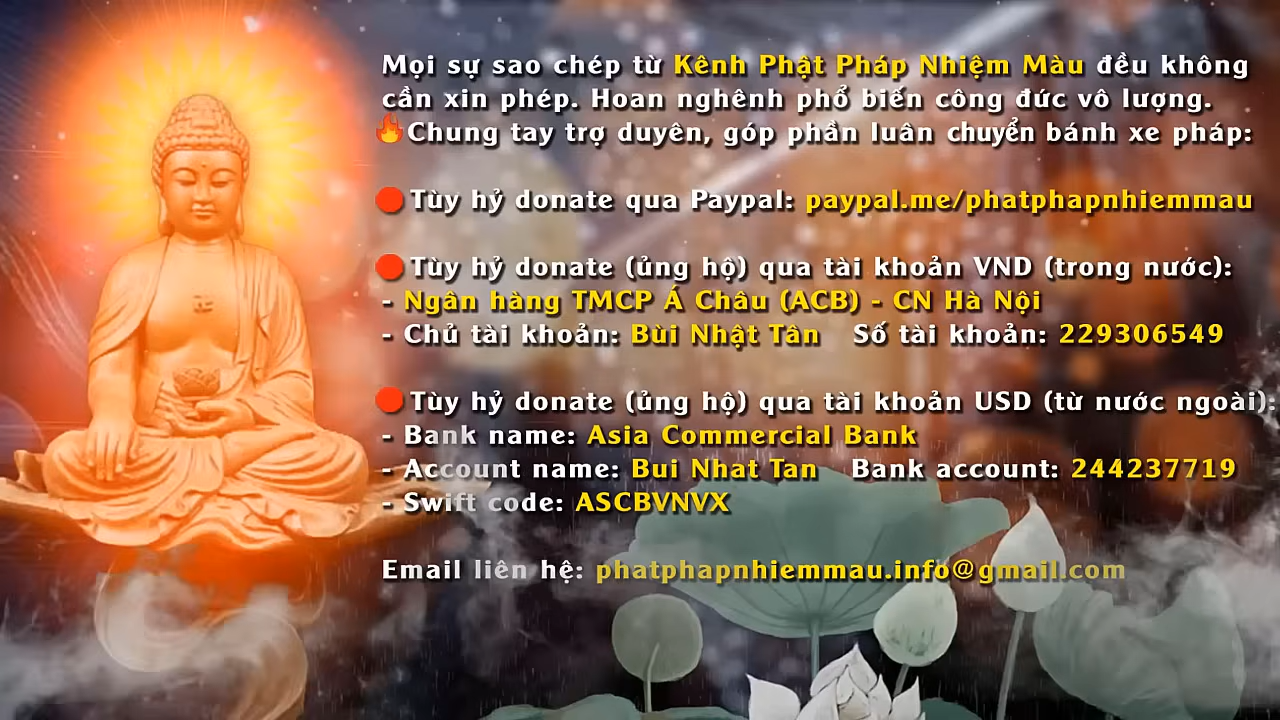 Mọi sự sao chép từ Kênh Phật Pháp Nhiệm Màu đều không
cần xin phép. Hoan nghênh phổ biến công đức vô lượng.
🔥Chung tay trợ duyên, góp phần luân chuyển bánh xe pháp:
🔴Tùy hỷ donate qua Paypal: paypal.me/phatphapnhiemmau
🔴Tùy hỷ donate (ủng hộ) qua tài khoản VND (trong nước):
- Ngân hàng TMCP Á Châu (ACB) - CN Hà Nội
- Chủ tài khoản: Bùi Nhật Tân Số tài khoản: 229306549
🔴Tùy hỷ donate (ủng hộ) qua tài khoản USD (từ nước ngoài):
- Bank name: Asia Commercial Bank
- Account name: Bui Nhat Tan Bank account: 244237719
- Swift code: ASCBVNVX
Email liên hệ: phatphapnhiemmau.info@gmail.com